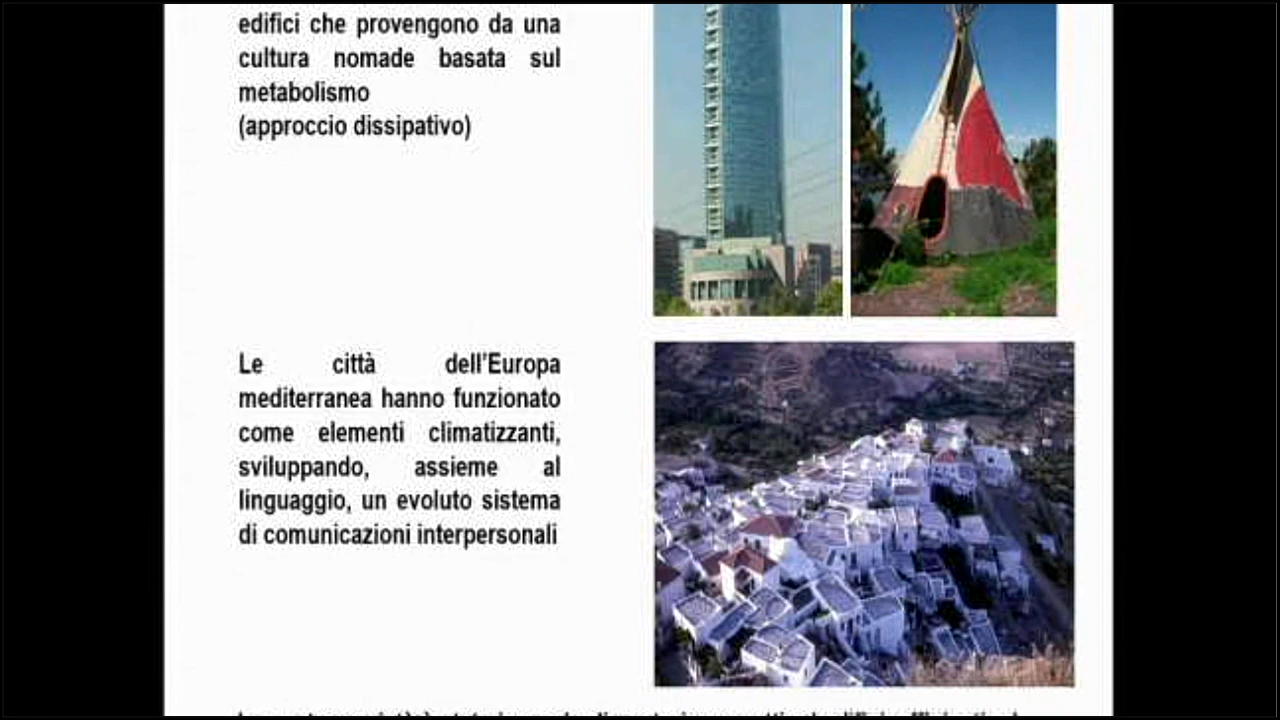 edifici che provengono da una
cultura nomade basata sul
metabolismo
(approccio dissipativo)
Le città dell'Europa
mediterranea hanno funzionato
come elementi climatizzanti,
sviluppando, assieme al
linguaggio, un evoluto sistema
di comunicazioni interpersonali